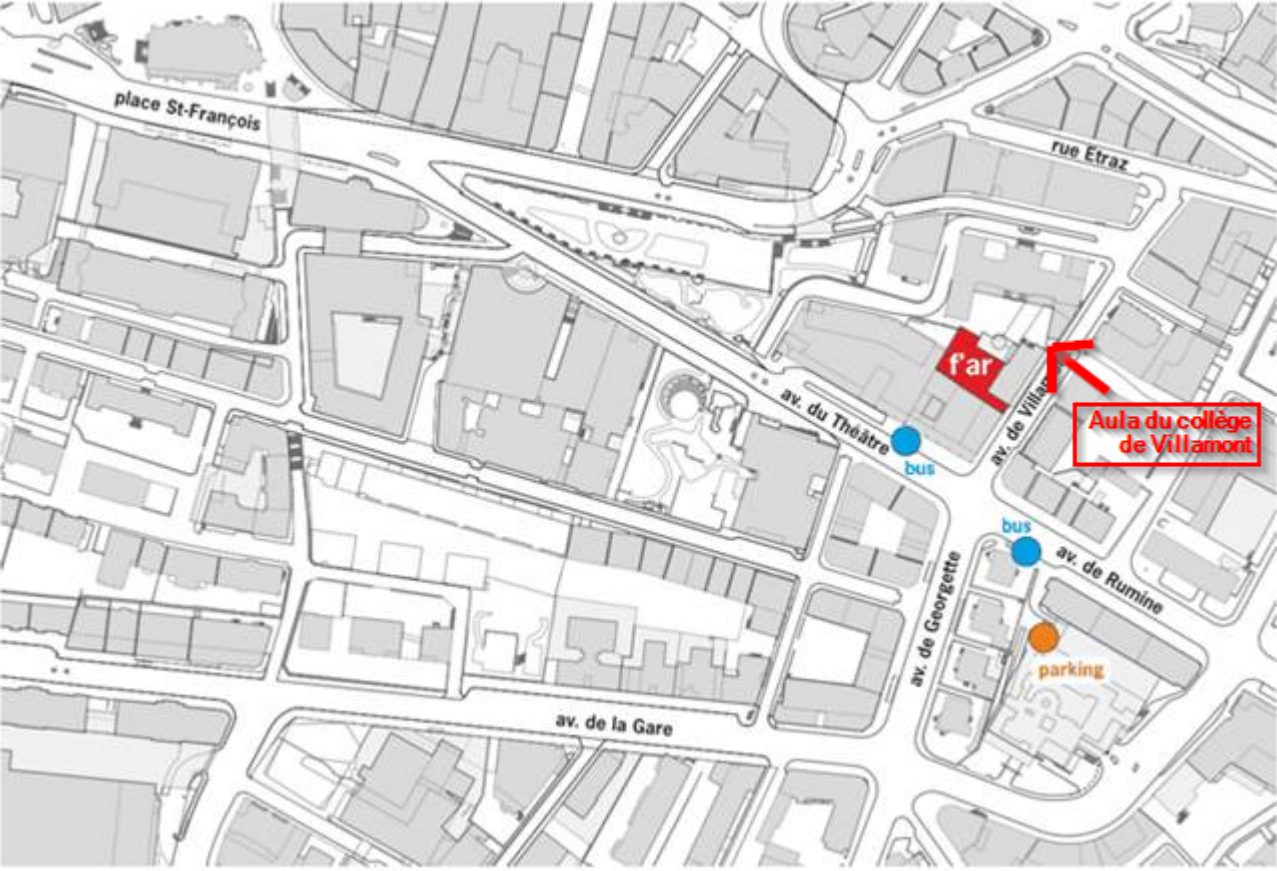 place St-François
rue Etraz
f'ar
av. de Villam
Aula du collège
de Villamont
av. du Théâtre
bus
bus
av. de Rumine
av. de Georgette
parking
av. de la Gare